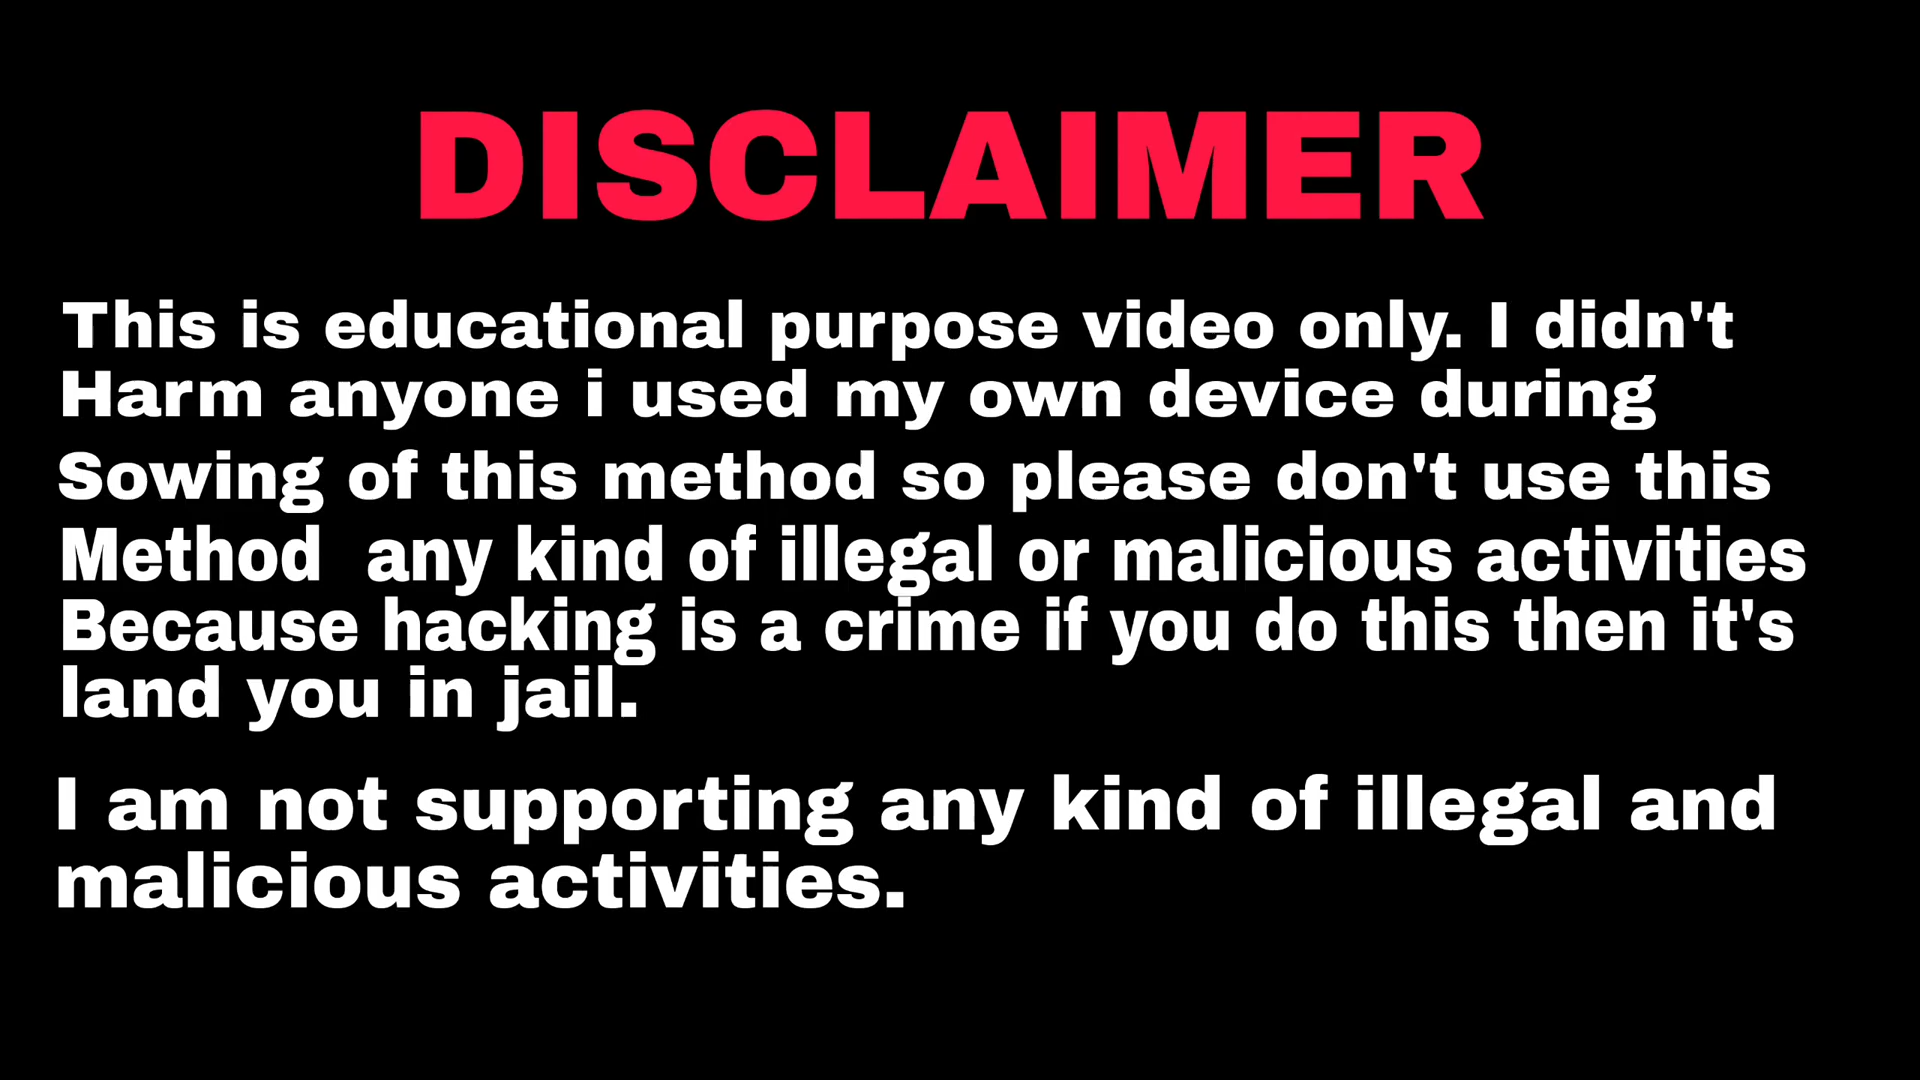 DISCLAIMER
This is educational purpose video only. I didn't
Harm anyone i used my own device during
Sowing of this method so please don't use this
Method  any kind of illegal or malicious activities
Because hacking is a crime if you do this then it's
land you in jail.
I am not supporting any kind of illegal and
malicious activities.